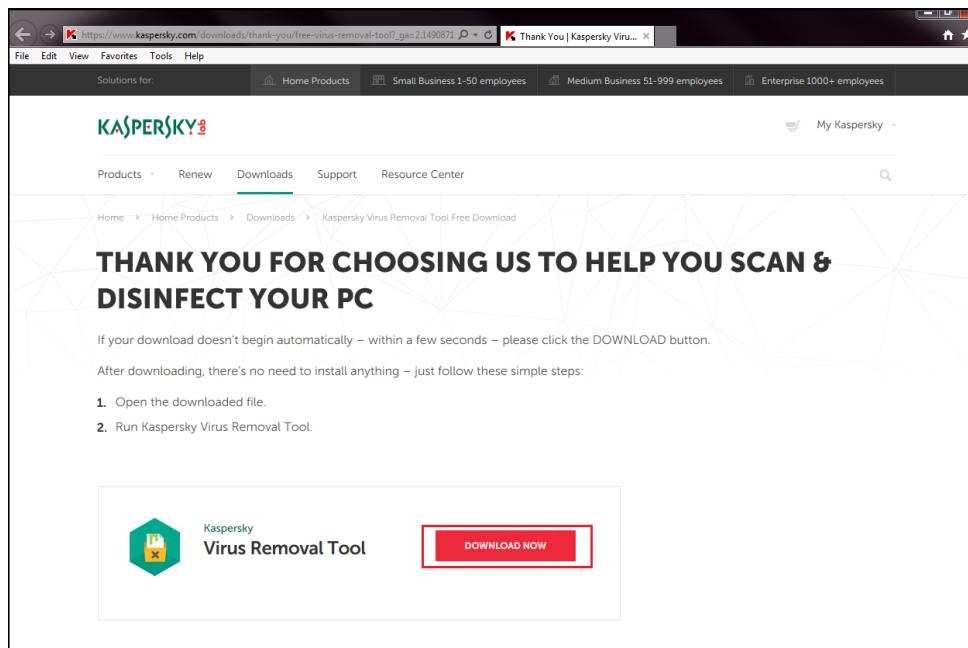 https://www.kaspersky.com/downloads/thank-you/free-virus-removal-tool?_ga=2.1490871
Thank You | Kaspersky Viru...
File Edit View Favorites Tools Help
Solutions for: Home Products Small Business 1-50 employees Medium Business 51-999 employees Enterprise 1000+ employees
KASPERSKY lab
My Kaspersky
Products Renew Downloads Support Resource Center
Home > Home Products > Downloads > Kaspersky Virus Removal Tool Free Download
THANK YOU FOR CHOOSING US TO HELP YOU SCAN &
DISINFECT YOUR PC
If your download doesn't begin automatically – within a few seconds – please click the DOWNLOAD button.
After downloading, there's no need to install anything – just follow these simple steps:
1. Open the downloaded file.
2. Run Kaspersky Virus Removal Tool.
Kaspersky
Virus Removal Tool
DOWNLOAD NOW